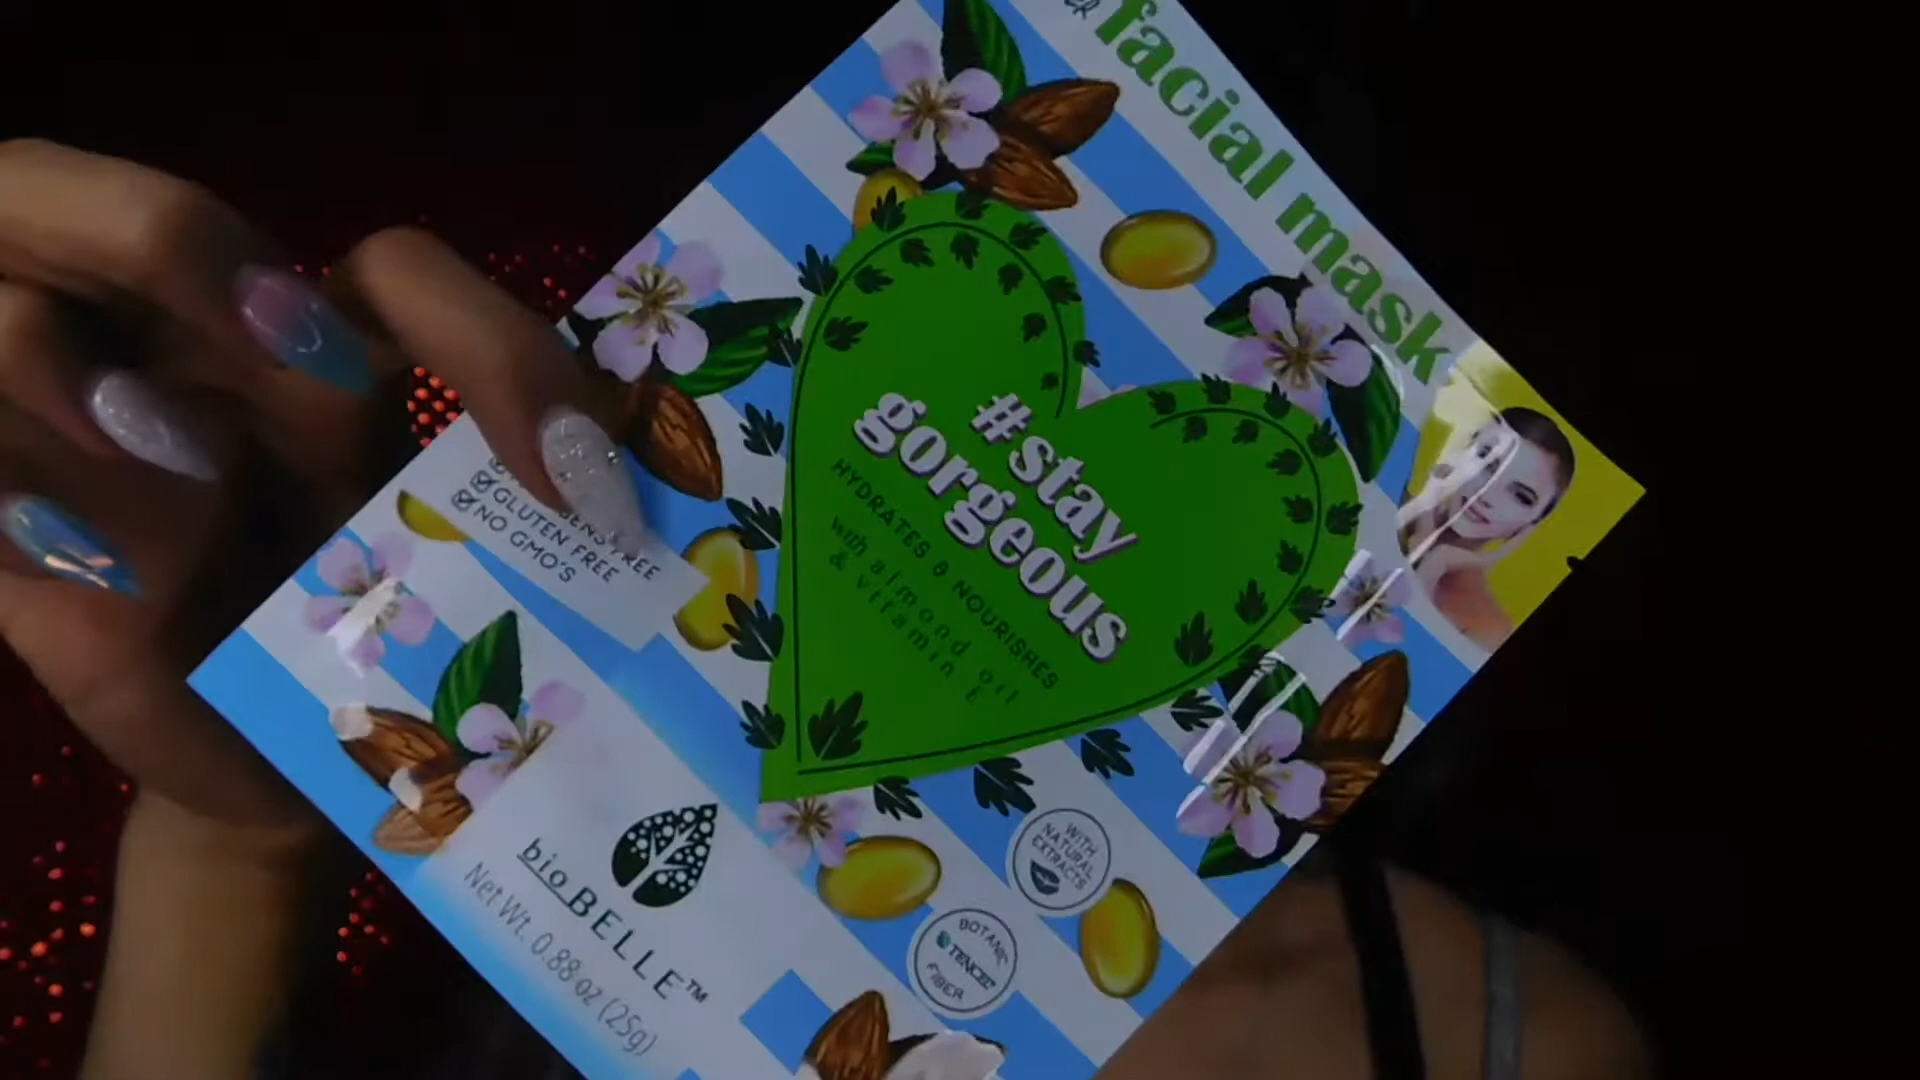 facial mask
#stay
gorgeous
HYDRATES & NOURISHES
with almond oil
& vitamin E
FREE
GLUTEN FREE
NO GMO'S
bioBELLE™
Net Wt. 0.88 oz (25g)
WITH
NATURAL
EXTRACTS
BOTANIC
TENCEL
FIBER